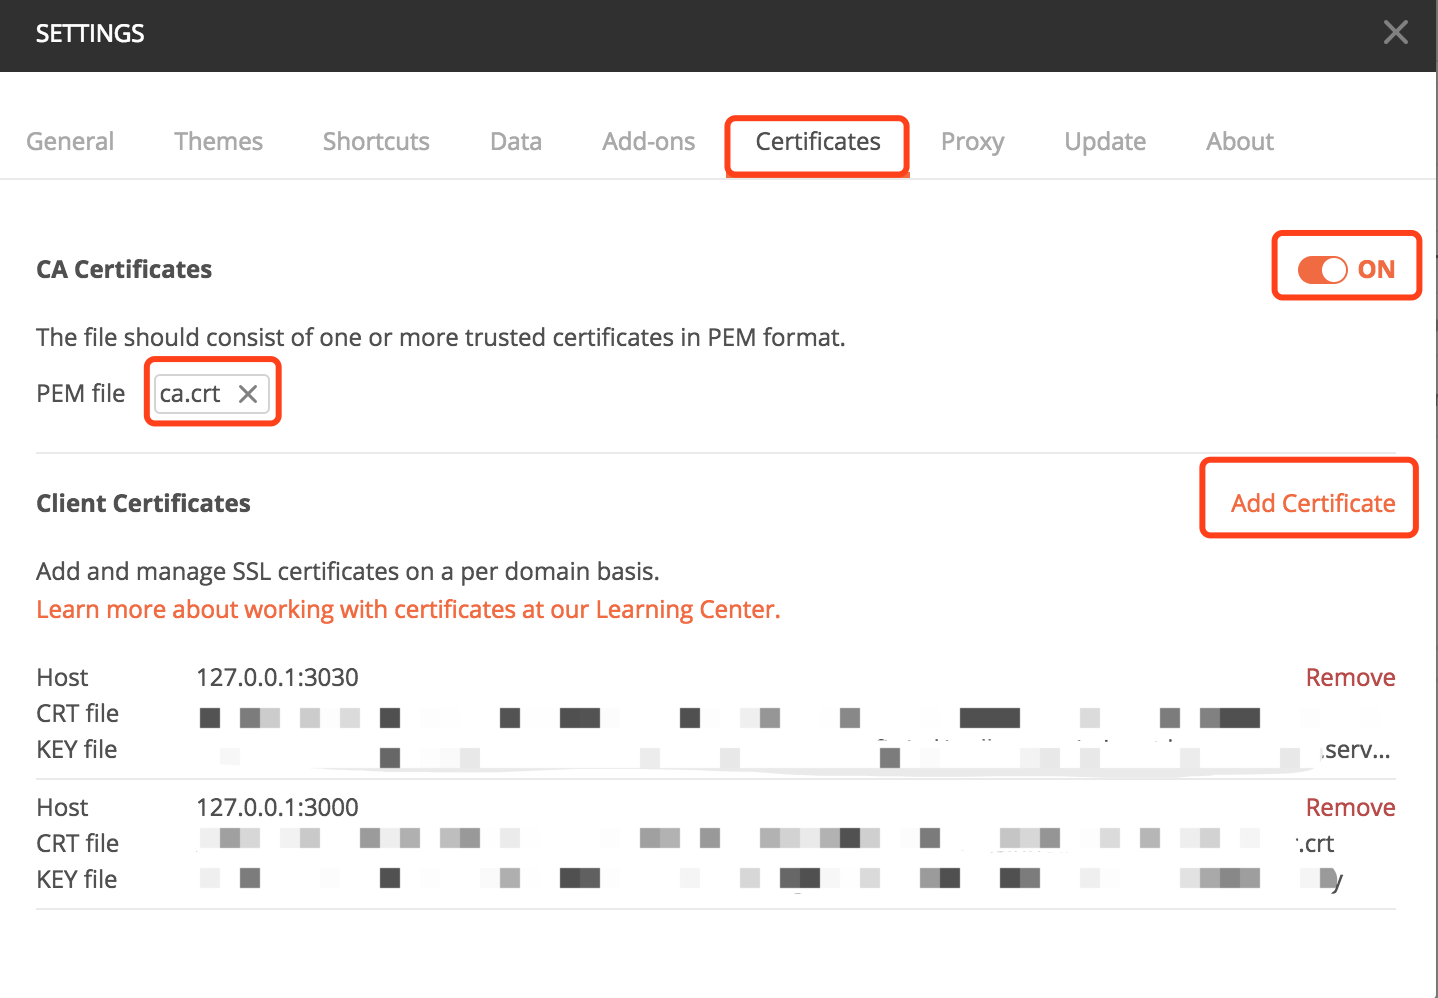 SETTINGS
General Themes Shortcuts Data Add-ons Certificates Proxy Update About
CA Certificates ON
The file should consist of one or more trusted certificates in PEM format.
PEM file ca.crt
Client Certificates Add Certificate
Add and manage SSL certificates on a per domain basis.
Learn more about working with certificates at our Learning Center.
Host 127.0.0.1:3030 Remove
CRT file
KEY file .serv...
Host 127.0.0.1:3000 Remove
CRT file .crt
KEY file